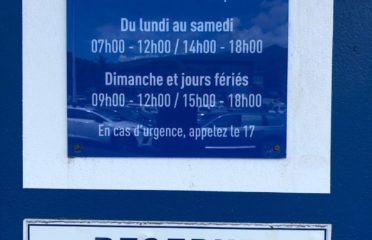 Du lundi au samedi
07h00 - 12h00 / 14h00 - 18h00
Dimanche et jours fériés
09h00 - 12h00 / 15h00 - 18h00
En cas d'urgence, appelez le 17